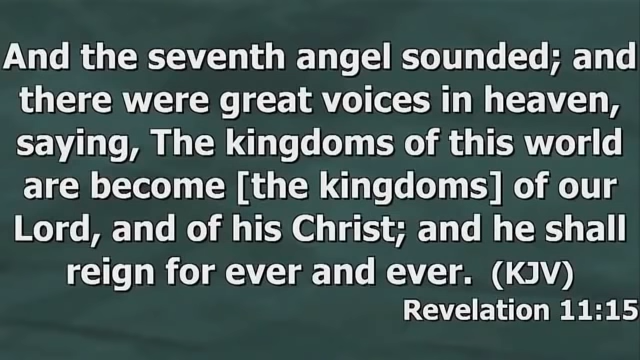 And the seventh angel sounded; and
there were great voices in heaven,
saying, The kingdoms of this world
are become [the kingdoms] of our
Lord, and of his Christ; and he shall
reign for ever and ever. (KJV)
Revelation 11:15